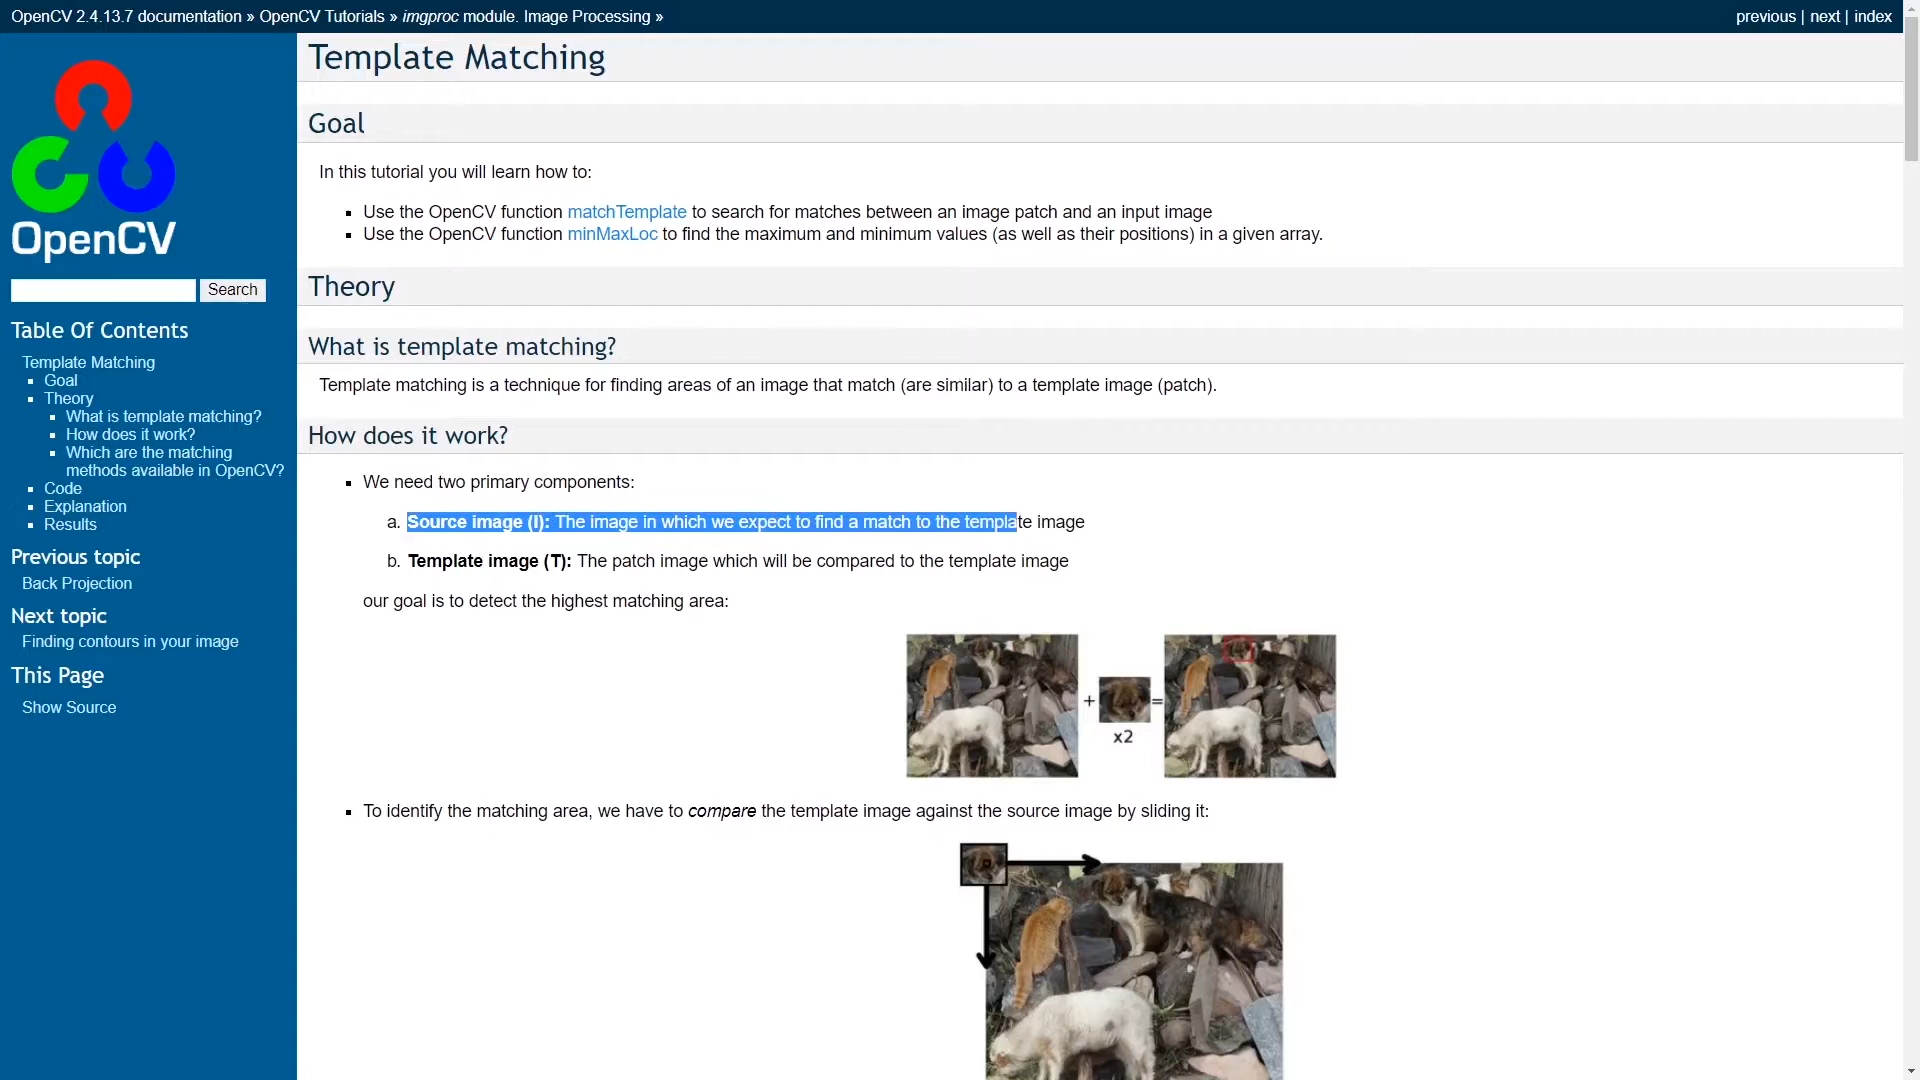 OpenCV 2.4.13.7 documentation » OpenCV Tutorials » imgproc module. Image Processing »
previous | next | index
OpenCV
Search
Table Of Contents
Template Matching
Goal
Theory
What is template matching?
How does it work?
Which are the matching
methods available in OpenCV?
Code
Explanation
Results
Previous topic
Back Projection
Next topic
Finding contours in your image
This Page
Show Source
Template Matching
Goal
In this tutorial you will learn how to:
Use the OpenCV function matchTemplate to search for matches between an image patch and an input image
Use the OpenCV function minMaxLoc to find the maximum and minimum values (as well as their positions) in a given array.
Theory
What is template matching?
Template matching is a technique for finding areas of an image that match (are similar) to a template image (patch).
How does it work?
We need two primary components:
a. Source image (I): The image in which we expect to find a match to the template image
b. Template image (T): The patch image which will be compared to the template image
our goal is to detect the highest matching area:
+ =
x2
To identify the matching area, we have to compare the template image against the source image by sliding it: